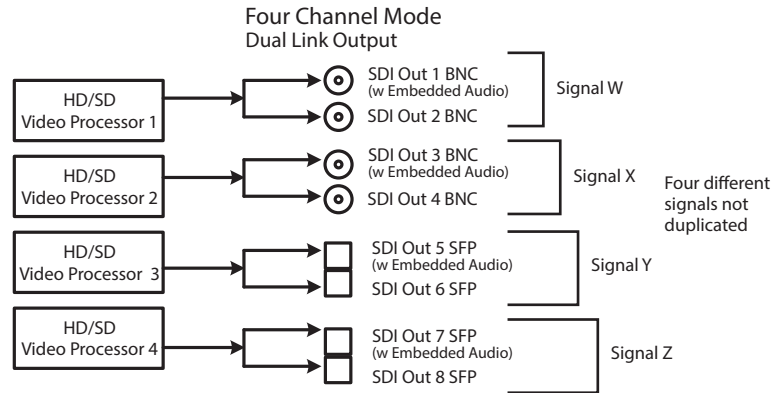 Four Channel Mode
Dual Link Output
HD/SD
Video Processor 1
SDI Out 1 BNC
(w Embedded Audio)
SDI Out 2 BNC
Signal W
HD/SD
Video Processor 2
SDI Out 3 BNC
(w Embedded Audio)
SDI Out 4 BNC
Signal X
Four different
signals not
duplicated
HD/SD
Video Processor 3
SDI Out 5 SFP
(w Embedded Audio)
SDI Out 6 SFP
Signal Y
HD/SD
Video Processor 4
SDI Out 7 SFP
(w Embedded Audio)
SDI Out 8 SFP
Signal Z